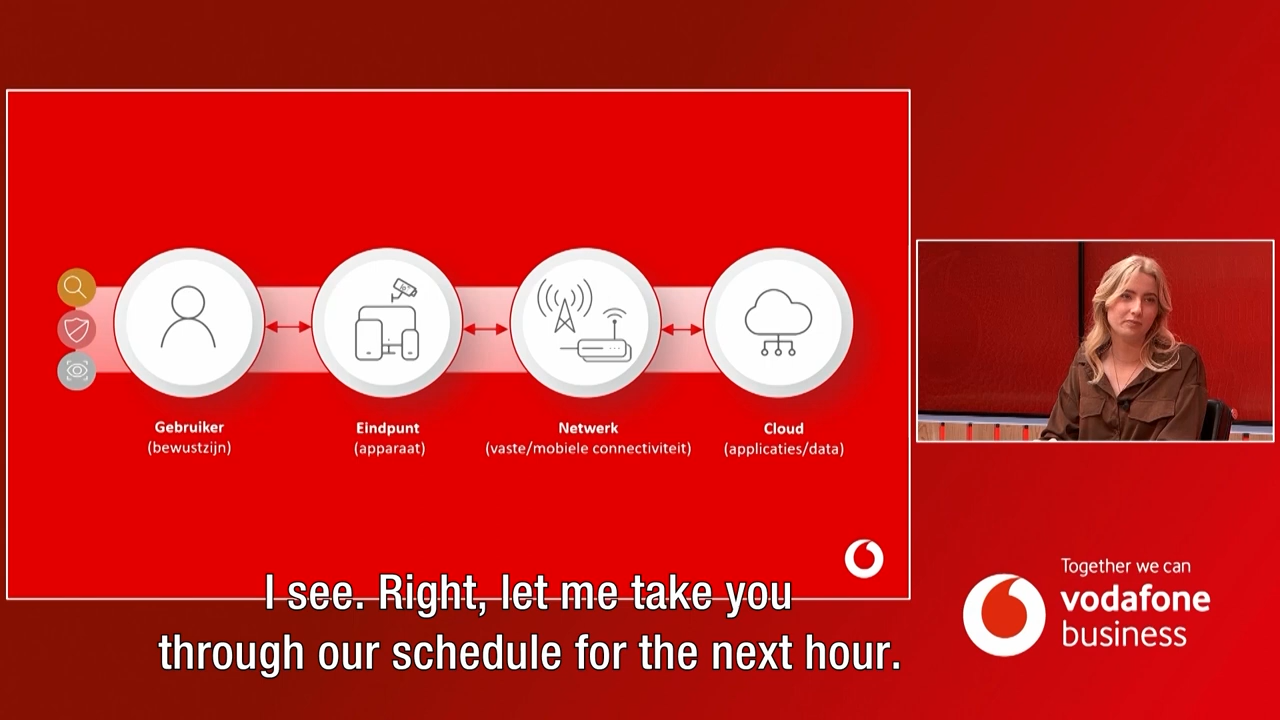 Gebruiker
(bewustzijn)
Eindpunt
(apparaat)
Netwerk
(vaste/mobiele connectiviteit)
Cloud
(applicaties/data)
I see. Right, let me take you
through our schedule for the next hour.
Together we can
vodafone
business